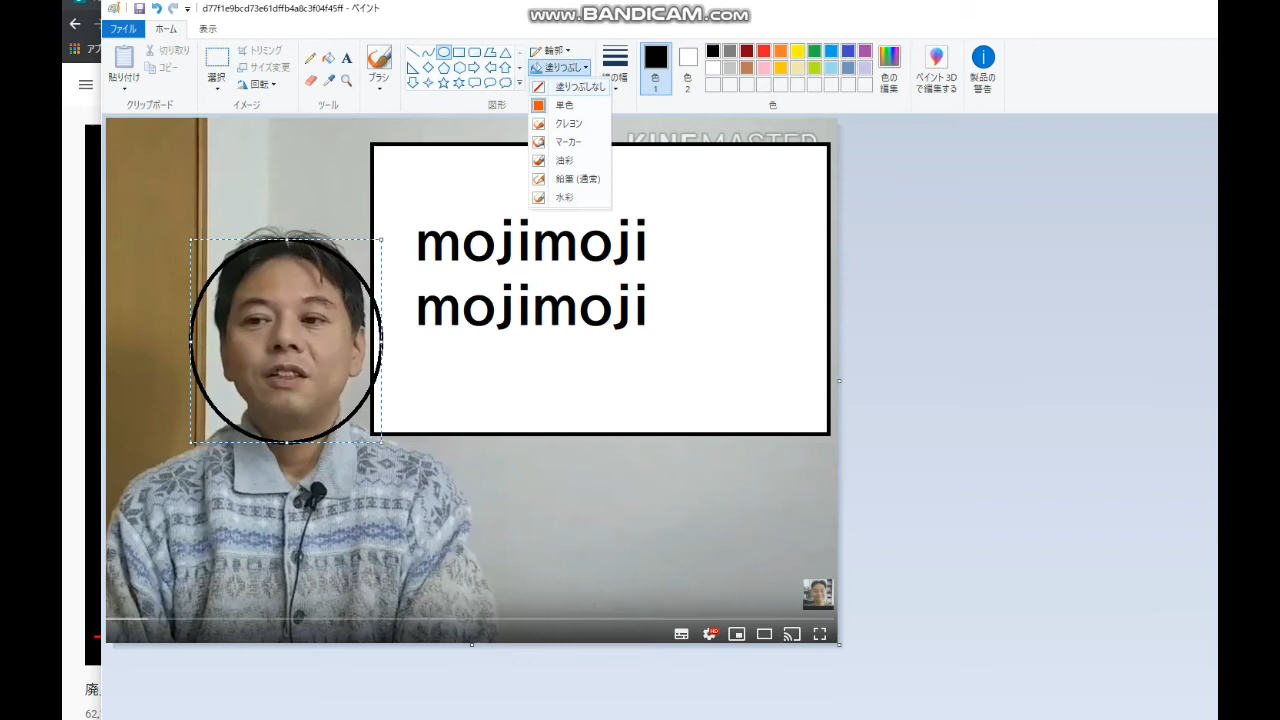 www.BANDICAM.com
d77f1e9bcd73e61dffb4a8c3f04f45ff - ペイント
ファイル ホーム 表示
貼り付け
切り取り
コピー
クリップボード
選択
トリミング
サイズ変更
回転
イメージ
A
ツール
ブラシ
輪郭
塗りつぶし
図形
塗りつぶしなし
単色
クレヨン
マーカー
油彩
鉛筆 (通常)
水彩
の幅
色
1
色
2
色の
編集
色
ペイント 3D
で編集する
製品の
警告
KINEMASTER
mojimoji
mojimoji
HD
廃
62,